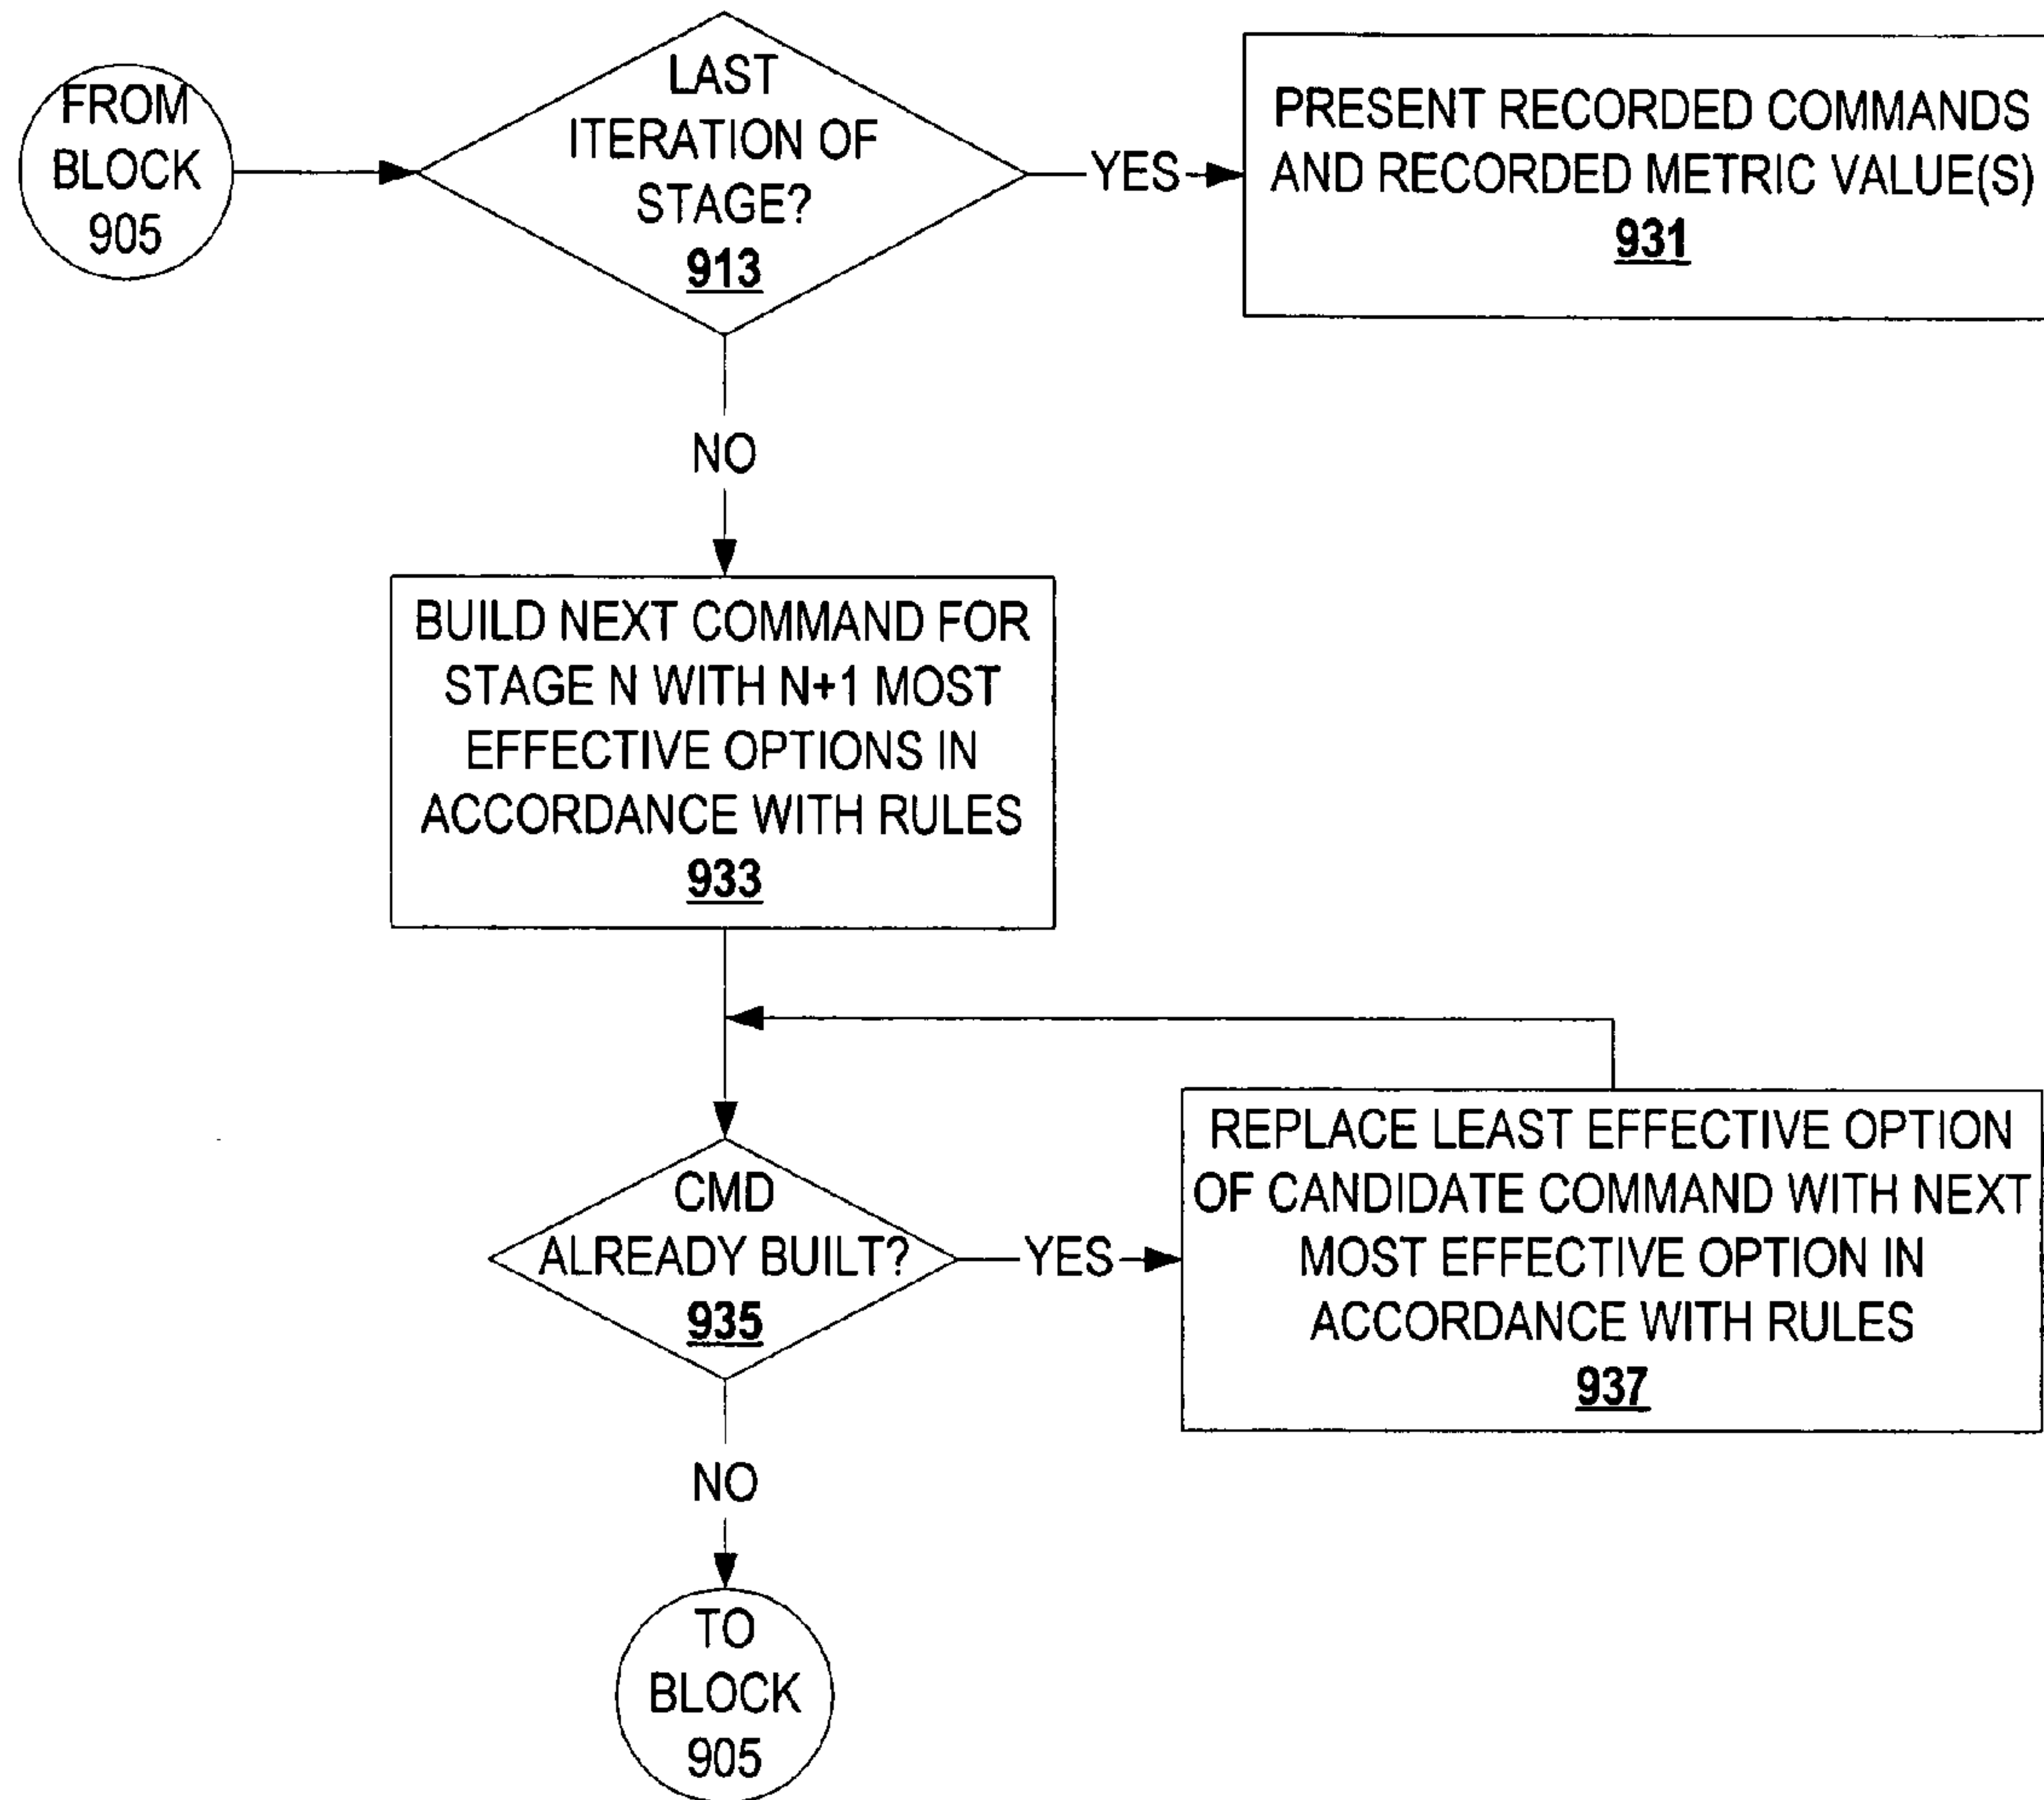 FROM
BLOCK
905
LAST
ITERATION OF
STAGE?
913
YES
PRESENT RECORDED COMMANDS
AND RECORDED METRIC VALUE(S)
931
NO
BUILD NEXT COMMAND FOR
STAGE N WITH N+1 MOST
EFFECTIVE OPTIONS IN
ACCORDANCE WITH RULES
933
CMD
ALREADY BUILT?
935
YES
REPLACE LEAST EFFECTIVE OPTION
OF CANDIDATE COMMAND WITH NEXT
MOST EFFECTIVE OPTION IN
ACCORDANCE WITH RULES
937
NO
TO
BLOCK
905